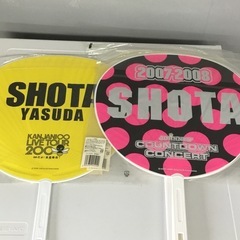 SHOTA
YASUDA
KANJANI∞
LIVE TOUR
2007-2008
SHOTA
COUNTDOWN
CONCERT